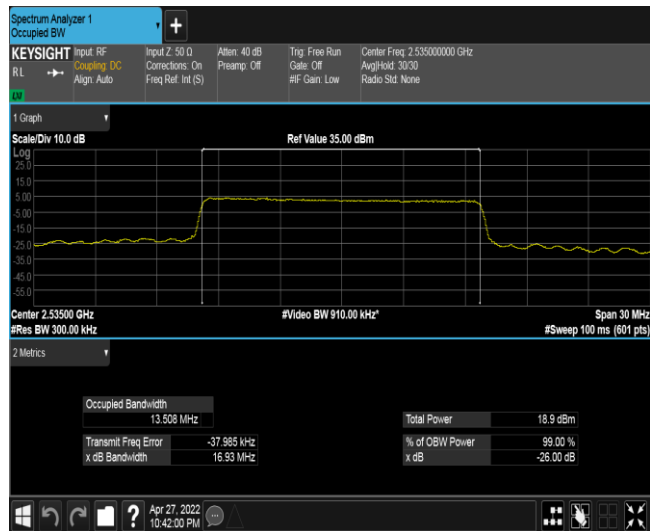 Spectrum Analyzer 1
Occupied BW
+
KEYSIGHT
RL
Input: RF
Coupling: DC
Align: Auto
Input Z: 50 Ω
Corrections: On
Freq Ref: Int (S)
Atten: 40 dB
Preamp: Off
Trig: Free Run
Gate: Off
#IF Gain: Low
Center Freq: 2.535000000 GHz
Avg|Hold: 30/30
Radio Std: None
1 Graph
Scale/Div 10.0 dB
Ref Value 35.00 dBm
Log
25.0
15.0
5.00
-5.00
-15.0
-25.0
-35.0
-45.0
-55.0
Center 2.53500 GHz
#Video BW 910.00 kHz*
Span 30 MHz
#Res BW 300.00 kHz
#Sweep 100 ms (601 pts)
2 Metrics
Occupied Bandwidth
13.508 MHz
Total Power 18.9 dBm
Transmit Freq Error -37.985 kHz
% of OBW Power 99.00 %
x dB Bandwidth 16.93 MHz
x dB -26.00 dB
?
Apr 27, 2022
10:42:00 PM